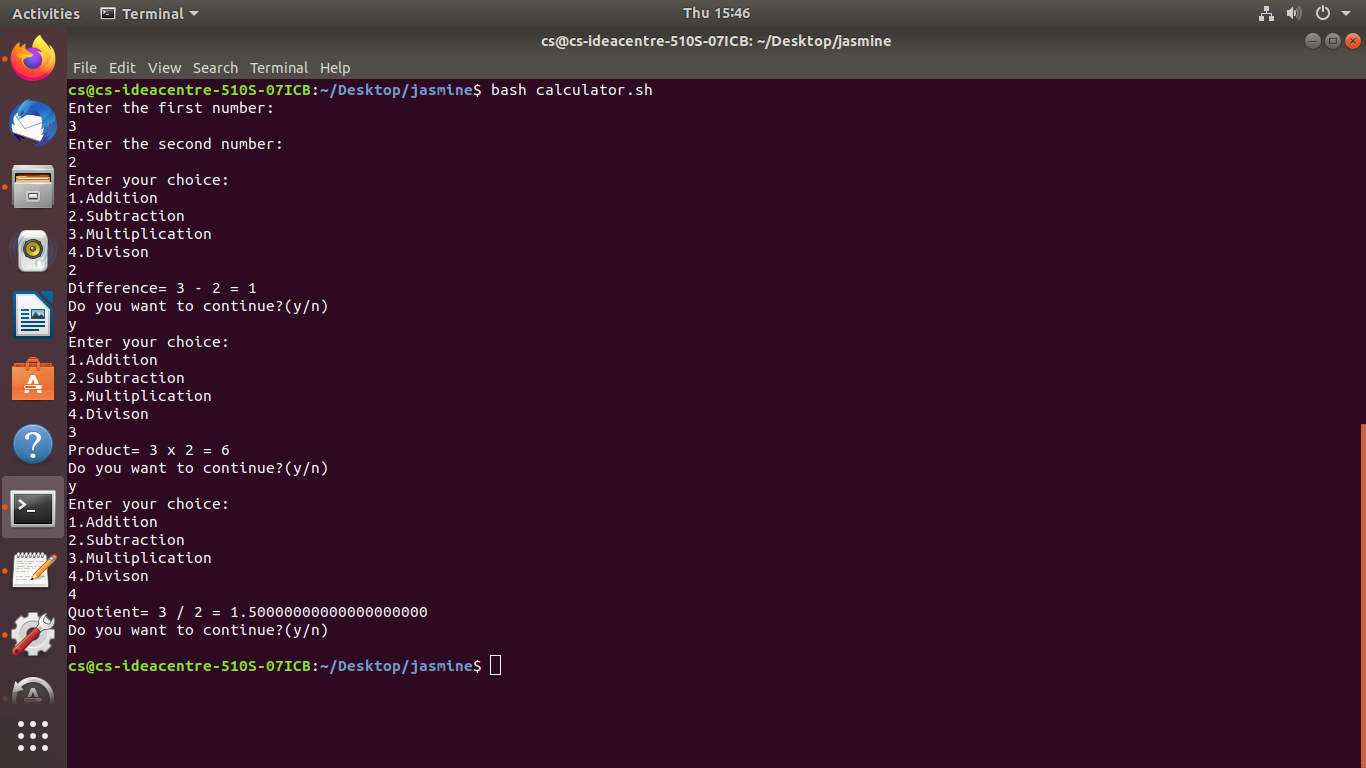 Activities Terminal Thu 15:46
cs@cs-ideacentre-510S-07ICB: ~/Desktop/jasmine
File Edit View Search Terminal Help
cs@cs-ideacentre-510S-07ICB:~/Desktop/jasmine$ bash calculator.sh
Enter the first number:
3
Enter the second number:
2
Enter your choice:
1.Addition
2.Subtraction
3.Multiplication
4.Divison
2
Difference= 3 - 2 = 1
Do you want to continue?(y/n)
y
Enter your choice:
1.Addition
2.Subtraction
3.Multiplication
4.Divison
3
Product= 3 x 2 = 6
Do you want to continue?(y/n)
y
Enter your choice:
1.Addition
2.Subtraction
3.Multiplication
4.Divison
4
Quotient= 3 / 2 = 1.50000000000000000000
Do you want to continue?(y/n)
n
cs@cs-ideacentre-510S-07ICB:~/Desktop/jasmine$